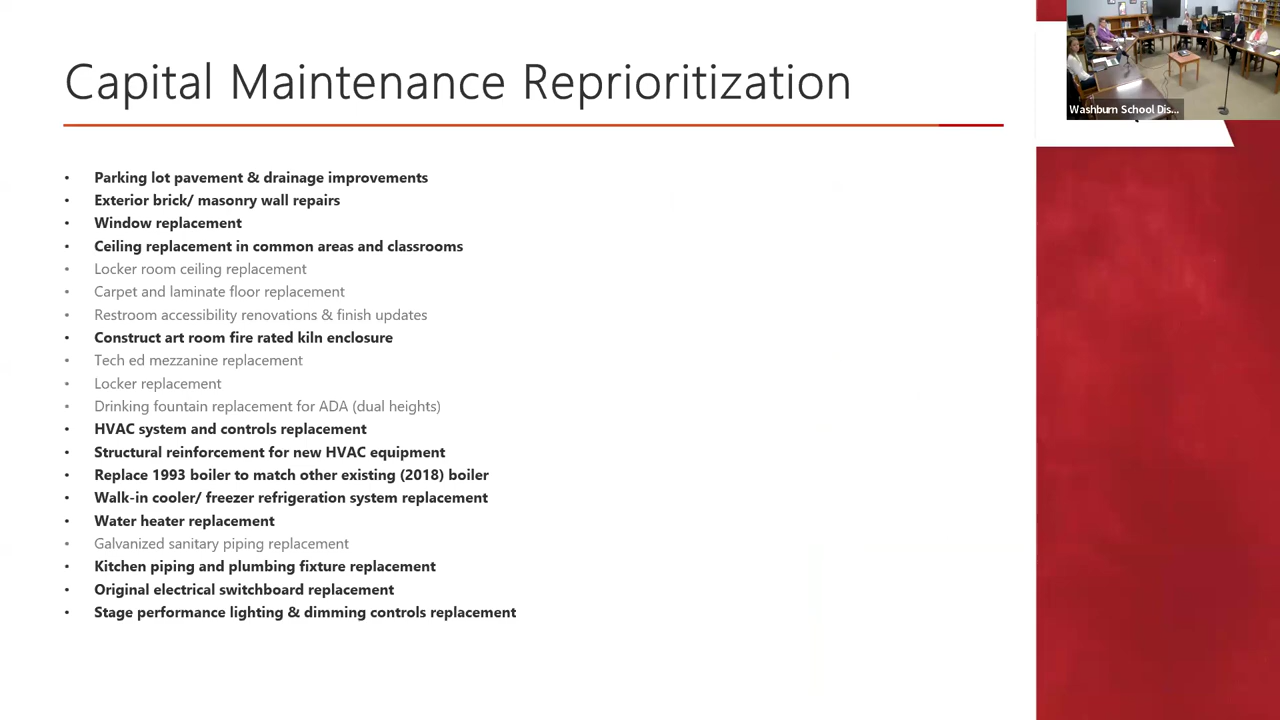 Capital Maintenance Reprioritization
Washburn School Dis...
• Parking lot pavement & drainage improvements
• Exterior brick/ masonry wall repairs
• Window replacement
• Ceiling replacement in common areas and classrooms
• Locker room ceiling replacement
• Carpet and laminate floor replacement
• Restroom accessibility renovations & finish updates
• Construct art room fire rated kiln enclosure
• Tech ed mezzanine replacement
• Locker replacement
• Drinking fountain replacement for ADA (dual heights)
• HVAC system and controls replacement
• Structural reinforcement for new HVAC equipment
• Replace 1993 boiler to match other existing (2018) boiler
• Walk-in cooler/ freezer refrigeration system replacement
• Water heater replacement
• Galvanized sanitary piping replacement
• Kitchen piping and plumbing fixture replacement
• Original electrical switchboard replacement
• Stage performance lighting & dimming controls replacement